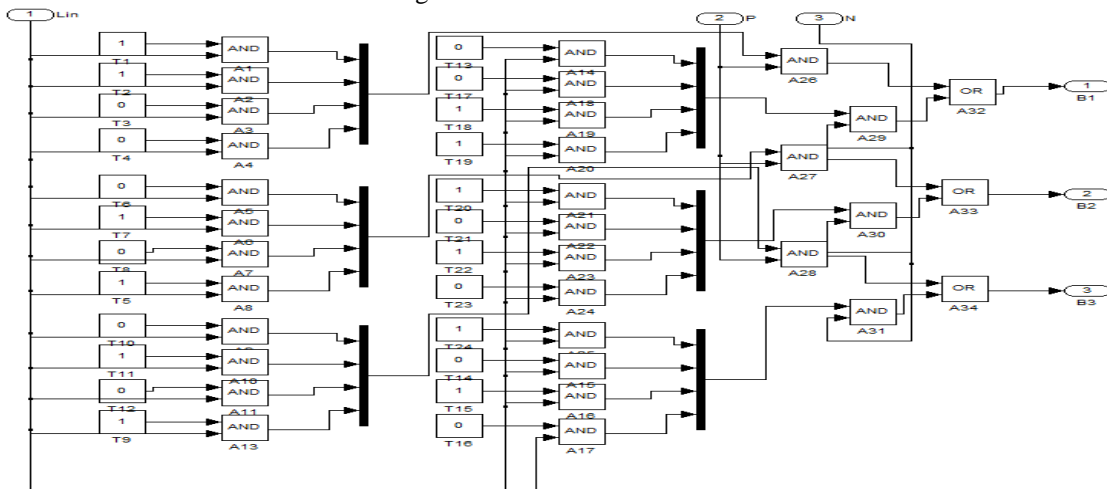 1 Lin
2 P
3 N
1 AND
T1 A1
1 AND
T2 A2
0 AND
T3 A3
0 AND
T4 A4
0 AND
T6 A5
1 AND
T7 A6
0 AND
T8 A7
1 AND
T5 A8
0 AND
T10
1 AND
T11 A10
0 AND
T12 A11
1 AND
T9 A13
0 AND
T13 A14
0 AND
T17 A18
1 AND
T18 A19
1 AND
T19 A20
1 AND
T20 A21
0 AND
T21 A22
1 AND
T22 A23
0 AND
T23 A24
1 AND
T24
0 AND
T14 A15
1 AND
T15 A16
0 AND
T16 A17
AND
A26
AND
A29
AND
A27
AND
A30
AND
A28
AND
A31
OR
A32
OR
A33
OR
A34
1
B1
2
B2
3
B3